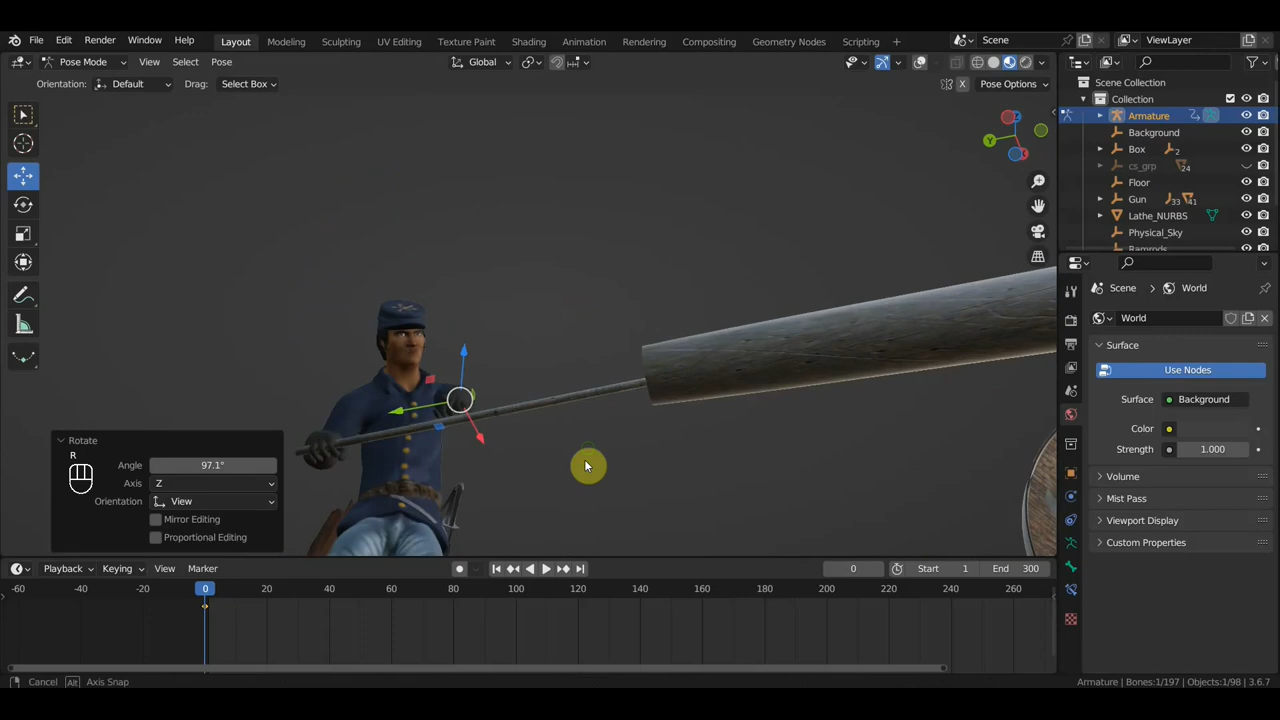 File Edit Render Window Help Layout Modeling Sculpting UV Editing Texture Paint Shading Animation Rendering Compositing Geometry Nodes Scripting + Scene ViewLayer
Pose Mode View Select Pose Global
Orientation: Default Drag: Select Box X Pose Options
Scene Collection
Collection
Armature
Background
Box 2
cs_grp 24
Floor
Gun 33 41
Lathe_NURBS
Physical_Sky
Ramrods
Scene > World
World
Surface
Use Nodes
Surface Background
Color
Strength 1.000
Volume
Mist Pass
Viewport Display
Custom Properties
Rotate
R
Angle 97.1°
Axis Z
Orientation View
Mirror Editing
Proportional Editing
Playback Keying View Marker 0 Start 1 End 300
-60 -40 -20 0 20 40 60 80 100 120 140 160 180 200 220 240 260
Cancel Alt Axis Snap Armature | Bones:1/197 | Objects:1/98 | 3.6.7